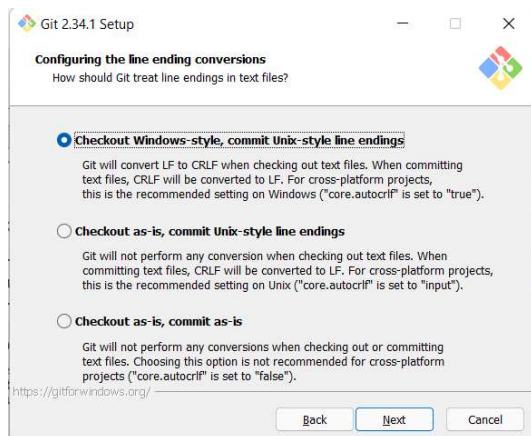 Git 2.34.1 Setup
Configuring the line ending conversions
How should Git treat line endings in text files?
Checkout Windows-style, commit Unix-style line endings
Git will convert LF to CRLF when checking out text files. When committing
text files, CRLF will be converted to LF. For cross-platform projects,
this is the recommended setting on Windows ("core.autocrlf" is set to "true").
Checkout as-is, commit Unix-style line endings
Git will not perform any conversion when checking out text files. When
committing text files, CRLF will be converted to LF. For cross-platform projects,
this is the recommended setting on Unix ("core.autocrlf" is set to "input").
Checkout as-is, commit as-is
Git will not perform any conversions when checking out or committing
text files. Choosing this option is not recommended for cross-platform
projects ("core.autocrlf" is set to "false").
https://gitforwindows.org/
Back Next Cancel